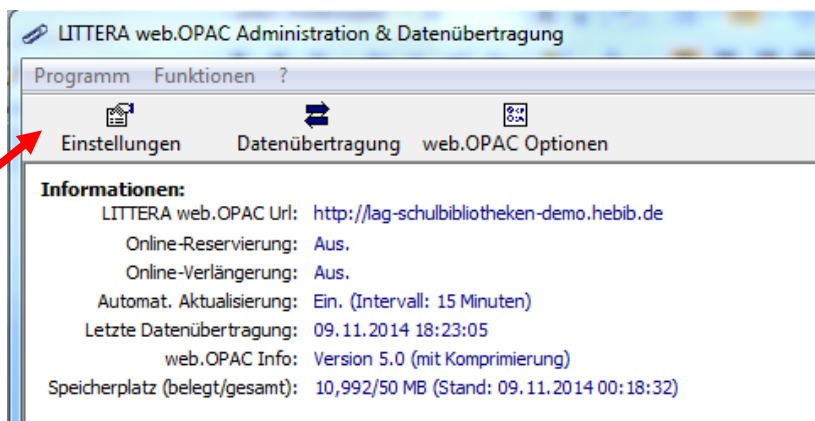 LITTERA web.OPAC Administration & Datenübertragung
Programm Funktionen ?
Einstellungen Datenübertragung web.OPAC Optionen
Informationen:
LITTERA web.OPAC Url: http://lag-schulbibliotheken-demo.hebib.de
Online-Reservierung: Aus.
Online-Verlängerung: Aus.
Automat. Aktualisierung: Ein. (Intervall: 15 Minuten)
Letzte Datenübertragung: 09.11.2014 18:23:05
web.OPAC Info: Version 5.0 (mit Komprimierung)
Speicherplatz (belegt/gesamt): 10,992/50 MB (Stand: 09.11.2014 00:18:32)